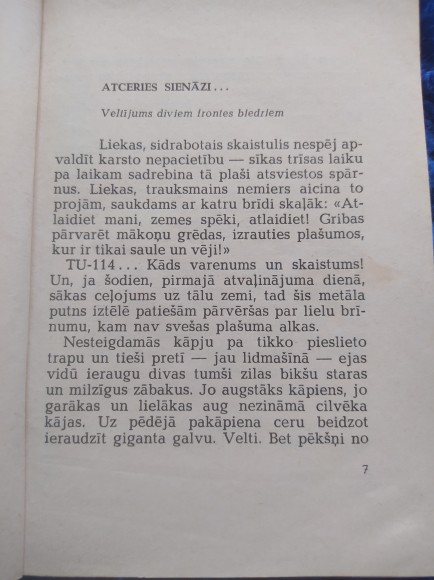 ATCERIES SIENĀZI...
Veltījums diviem frontes biedriem
Liekas, sidrabotais skaistulis nespēj ap-
valdīt karsto nepacietību — sīkas trīsas laiku
pa laikam sadrebina tā plaši atsviestos spār-
nus. Liekas, trauksmains nemiers aicina to
projām, saukdams ar katru brīdi skaļāk: «At-
laidiet mani, zemes spēki, atlaidiet! Gribas
pārvarēt mākoņu grēdas, izrauties plašumos,
kur ir tikai saule un vēji!»
TU-114... Kāds varenums un skaistums!
Un, ja šodien, pirmajā atvaļinājuma dienā,
sākas ceļojums uz tālu zemi, tad šis metāla
putns iztēlē patiešām pārvēršas par lielu brī-
numu, kam nav svešas plašuma alkas.
Nesteigdamās kāpju pa tikko pieslieto
trapu un tieši pretī — jau lidmašīnā — ejas
vidū ieraugu divas tumši zilas bikšu staras
un milzīgus zābakus. Jo augstāks kāpiens, jo
garākas un lielākas aug nezināmā cilvēka
kājas. Uz pēdējā pakāpiena ceru beidzot
ieraudzīt giganta galvu. Velti. Bet pēkšņi no
7